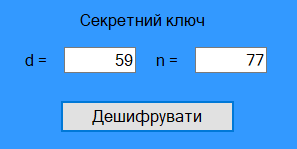 Секретний ключ
d = 59 n = 77
Дешифрувати